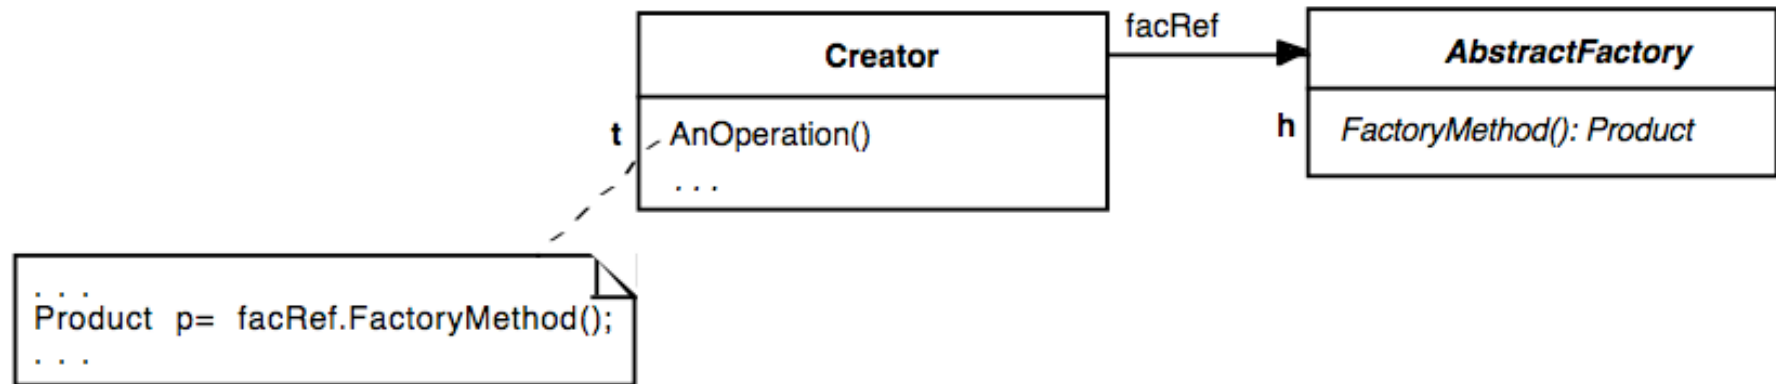 facRef
Creator
AbstractFactory
t
AnOperation()
. . .
h
FactoryMethod(): Product
. . .
Product p= facRef.FactoryMethod();
. . .